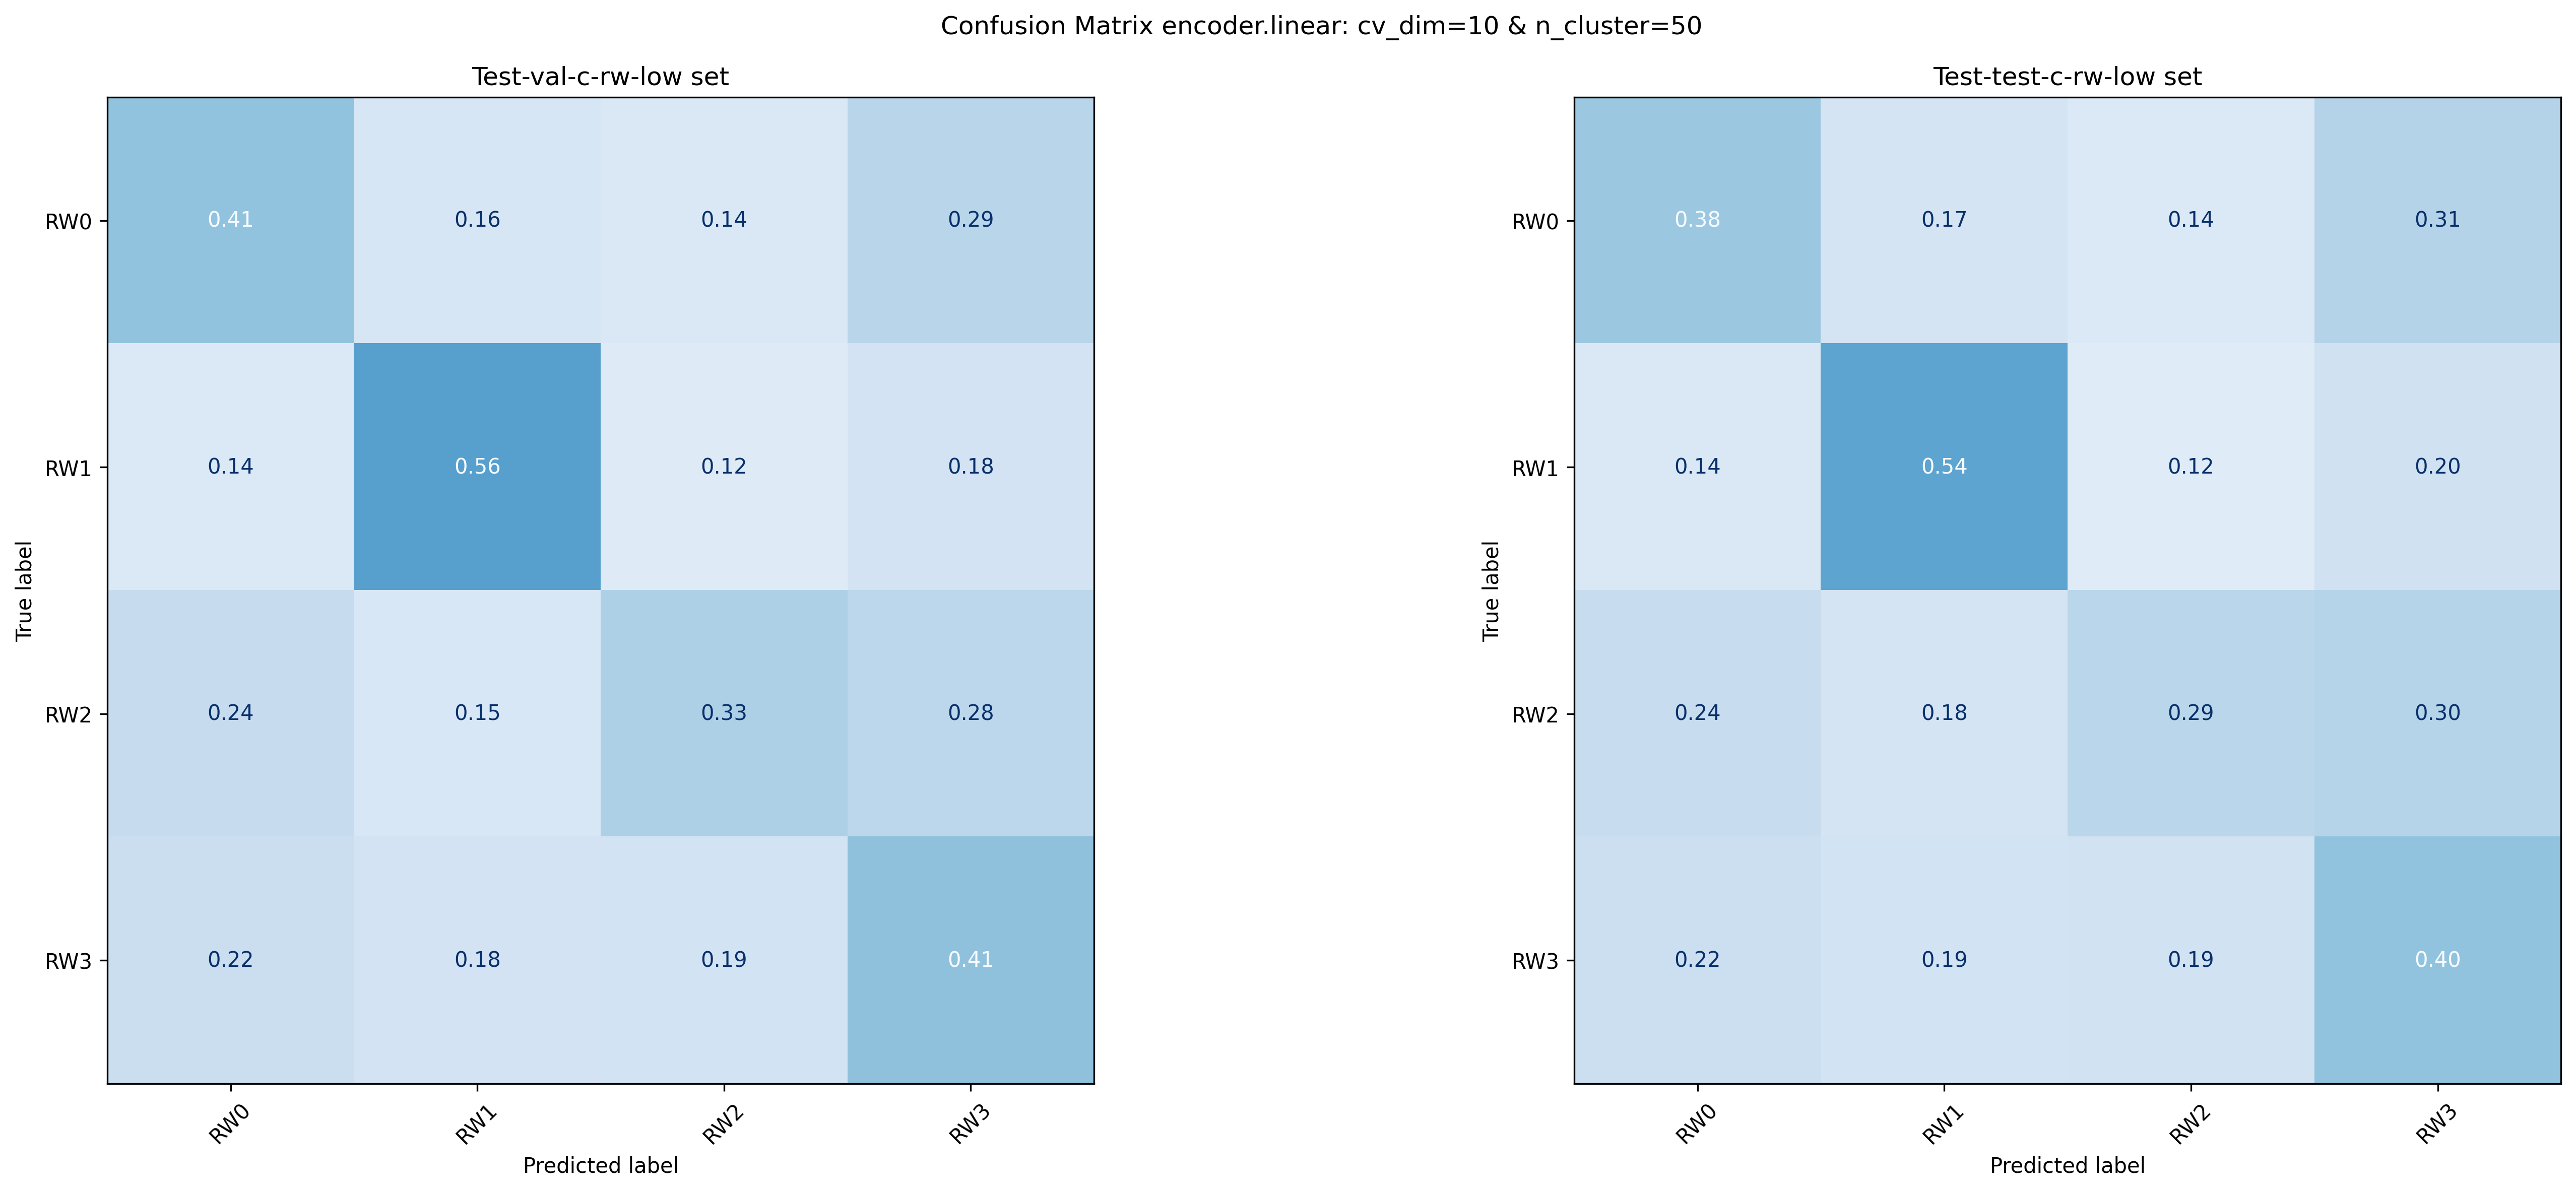 Confusion Matrix encoder.linear: cv_dim=10 & n_cluster=50
Test-val-c-rw-low set
RW0 0.41 0.16 0.14 0.29
RW1 0.14 0.56 0.12 0.18
RW2 0.24 0.15 0.33 0.28
RW3 0.22 0.18 0.19 0.41
True label
RW0 RW1 RW2 RW3
Predicted label
Test-test-c-rw-low set
RW0 0.38 0.17 0.14 0.31
RW1 0.14 0.54 0.12 0.20
RW2 0.24 0.18 0.29 0.30
RW3 0.22 0.19 0.19 0.40
True label
RW0 RW1 RW2 RW3
Predicted label